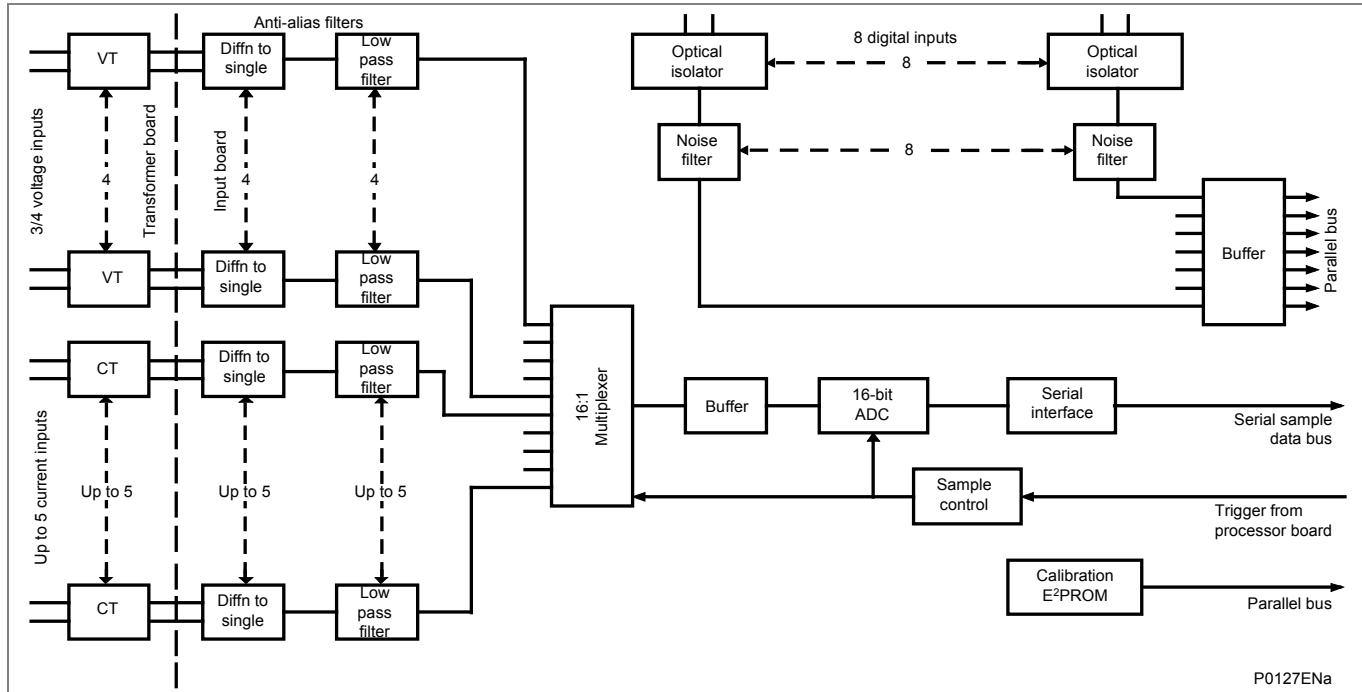 Anti-alias filters
VT
Diffn to
single
Low
pass
filter
3/4 voltage inputs
4
Transformer board
Input board
4
4
VT
Diffn to
single
Low
pass
filter
CT
Diffn to
single
Low
pass
filter
Up to 5 current inputs
Up to 5
Up to 5
Up to 5
CT
Diffn to
single
Low
pass
filter
16:1
Multiplexer
Optical
isolator
8 digital inputs
8
Optical
isolator
Noise
filter
8
Noise
filter
Buffer
Parallel bus
Buffer
16-bit
ADC
Serial
interface
Serial sample
data bus
Sample
control
Trigger from
processor board
Calibration
E²PROM
Parallel bus
P0127ENa